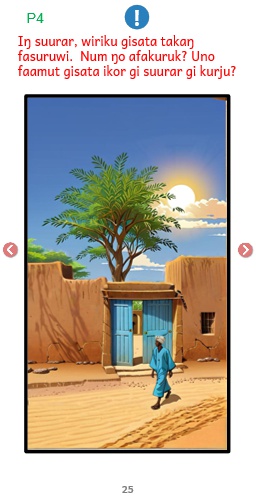 P4
!
Iŋ suurar, wiriku gisata takaŋ
fasuruwi.  Num ŋo afakuruk? Uno
faamut gisata ikor gi suurar gi kurju?
25